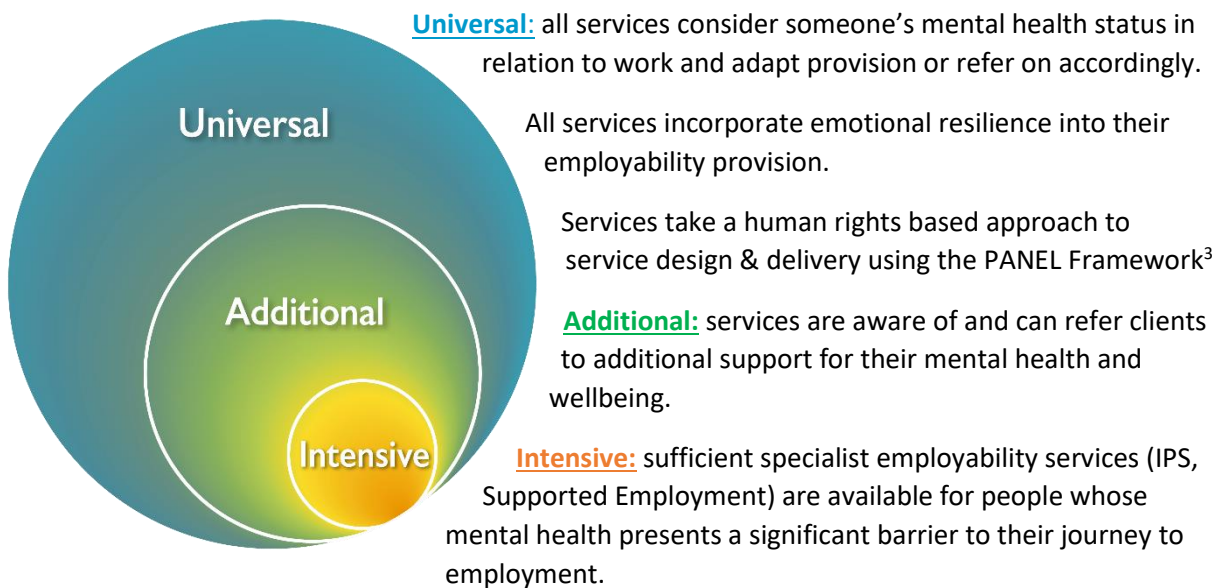 Universal: all services consider someone’s mental health status in
relation to work and adapt provision or refer on accordingly.
All services incorporate emotional resilience into their
employability provision.
Services take a human rights based approach to
service design & delivery using the PANEL Framework3
Additional: services are aware of and can refer clients
to additional support for their mental health and
wellbeing.
Intensive: sufficient specialist employability services (IPS,
Supported Employment) are available for people whose
mental health presents a significant barrier to their journey to
employment.
Universal
Additional
Intensive